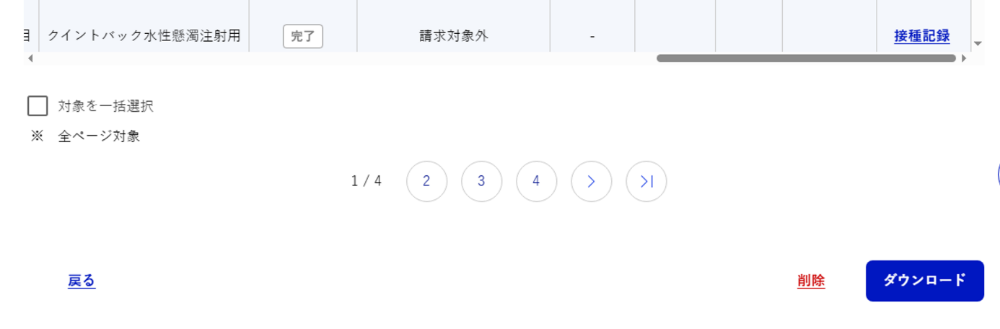 目 クイントバック水性懸濁注射用 完了 請求対象外 - 接種記録
対象を一括選択
※ 全ページ対象
1 / 4 2 3 4
戻る 削除 ダウンロード